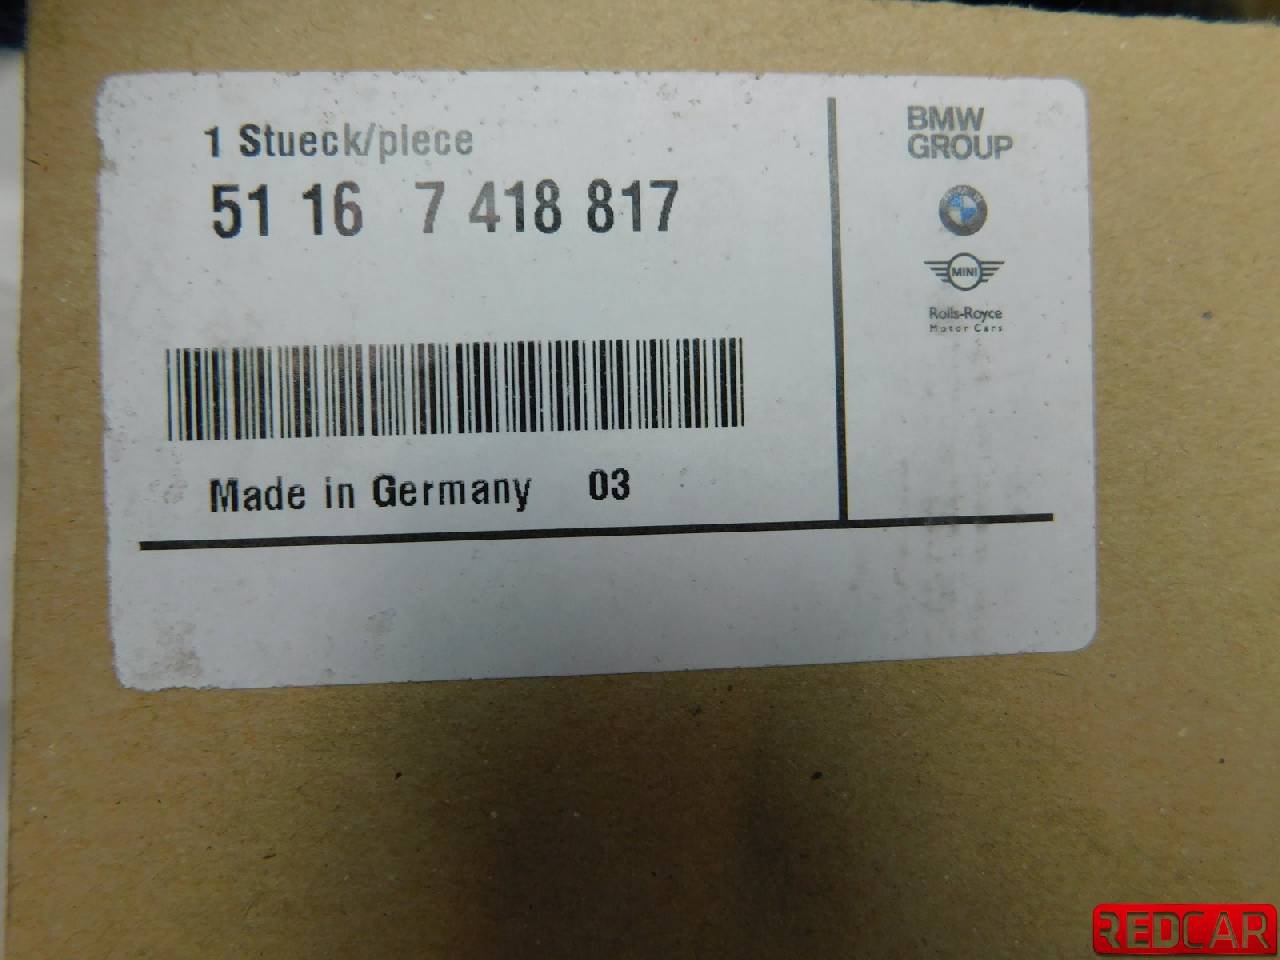 1 Stueck/piece
51 16 7 418 817
Made in Germany 03
BMW
GROUP
MINI
Rolls-Royce
Motor Cars
REDCAR